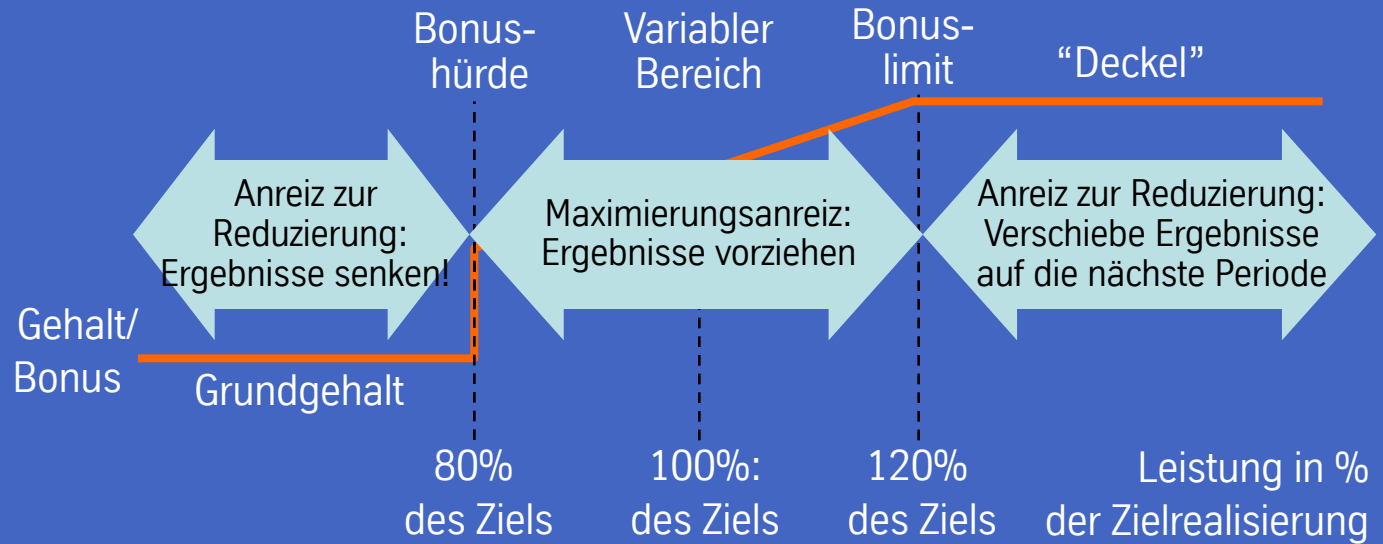 Bonus-
hürde
Variabler
Bereich
Bonus-
limit
“Deckel”
Anreiz zur
Reduzierung:
Ergebnisse senken!
Maximierungsanreiz:
Ergebnisse vorziehen
Anreiz zur Reduzierung:
Verschiebe Ergebnisse
auf die nächste Periode
Gehalt/
Bonus
Grundgehalt
80%
des Ziels
100%:
des Ziels
120%
des Ziels
Leistung in %
der Zielrealisierung